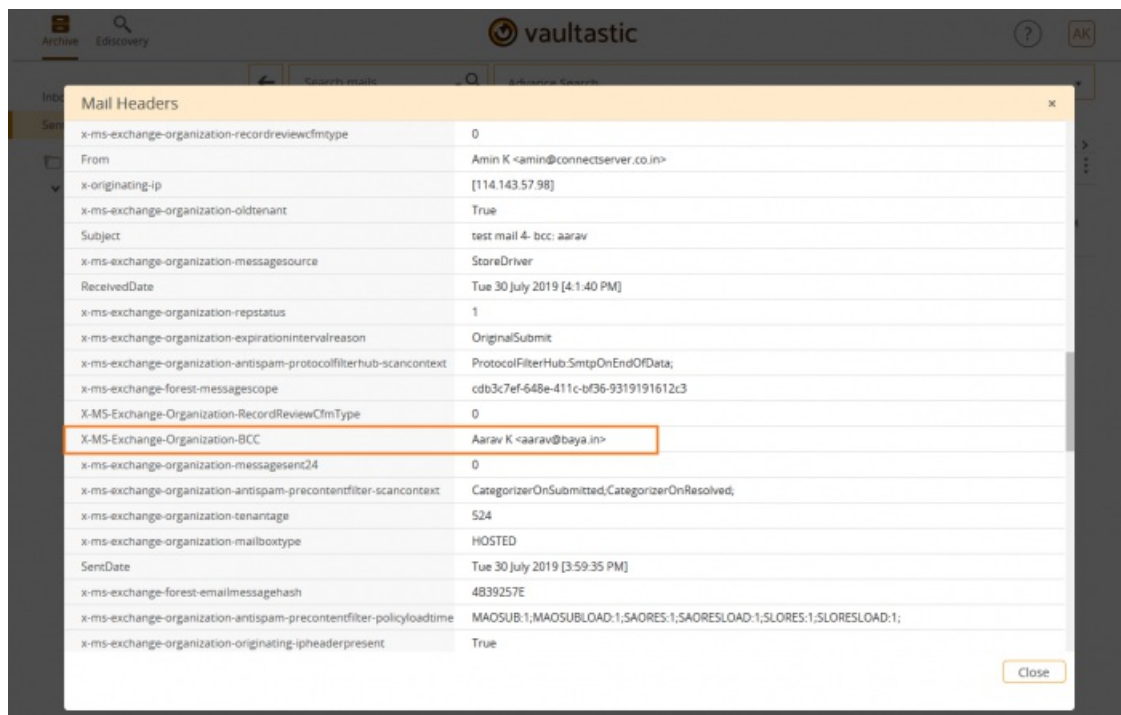 Archive Ediscovery vaultastic ? AK
Search mails Advance Search
Mail Headers ×
x-ms-exchange-organization-recordreviewcfmtype 0
From Amin K <amin@connectserver.co.in>
x-originating-ip [114.143.57.98]
x-ms-exchange-organization-oldtenant True
Subject test mail 4- bcc: aarav
x-ms-exchange-organization-messagesource StoreDriver
ReceivedDate Tue 30 July 2019 [4:1:40 PM]
x-ms-exchange-organization-repstatus 1
x-ms-exchange-organization-expirationintervalreason OriginalSubmit
x-ms-exchange-organization-antispam-protocolfilterhub-scancontext ProtocolFilterHub:SmtpOnEndOfData;
x-ms-exchange-forest-messagescope cdb3c7ef-648e-411c-bf36-9319191612c3
X-MS-Exchange-Organization-RecordReviewCfmType 0
X-MS-Exchange-Organization-BCC Aarav K <aarav@baya.in>
x-ms-exchange-organization-messagesent24 0
x-ms-exchange-organization-antispam-precontentfilter-scancontext CategorizerOnSubmitted;CategorizerOnResolved;
x-ms-exchange-organization-tenantage 524
x-ms-exchange-organization-mailboxtype HOSTED
SentDate Tue 30 July 2019 [3:59:35 PM]
x-ms-exchange-forest-emailmessagehash 4B39257E
x-ms-exchange-organization-antispam-precontentfilter-policyloadtime MAOSUB:1;MAOSUBLOAD:1;SAORES:1;SAORESLOAD:1;SLORES:1;SLORESLOAD:1;
x-ms-exchange-organization-originating-ipheaderpresent True
Close